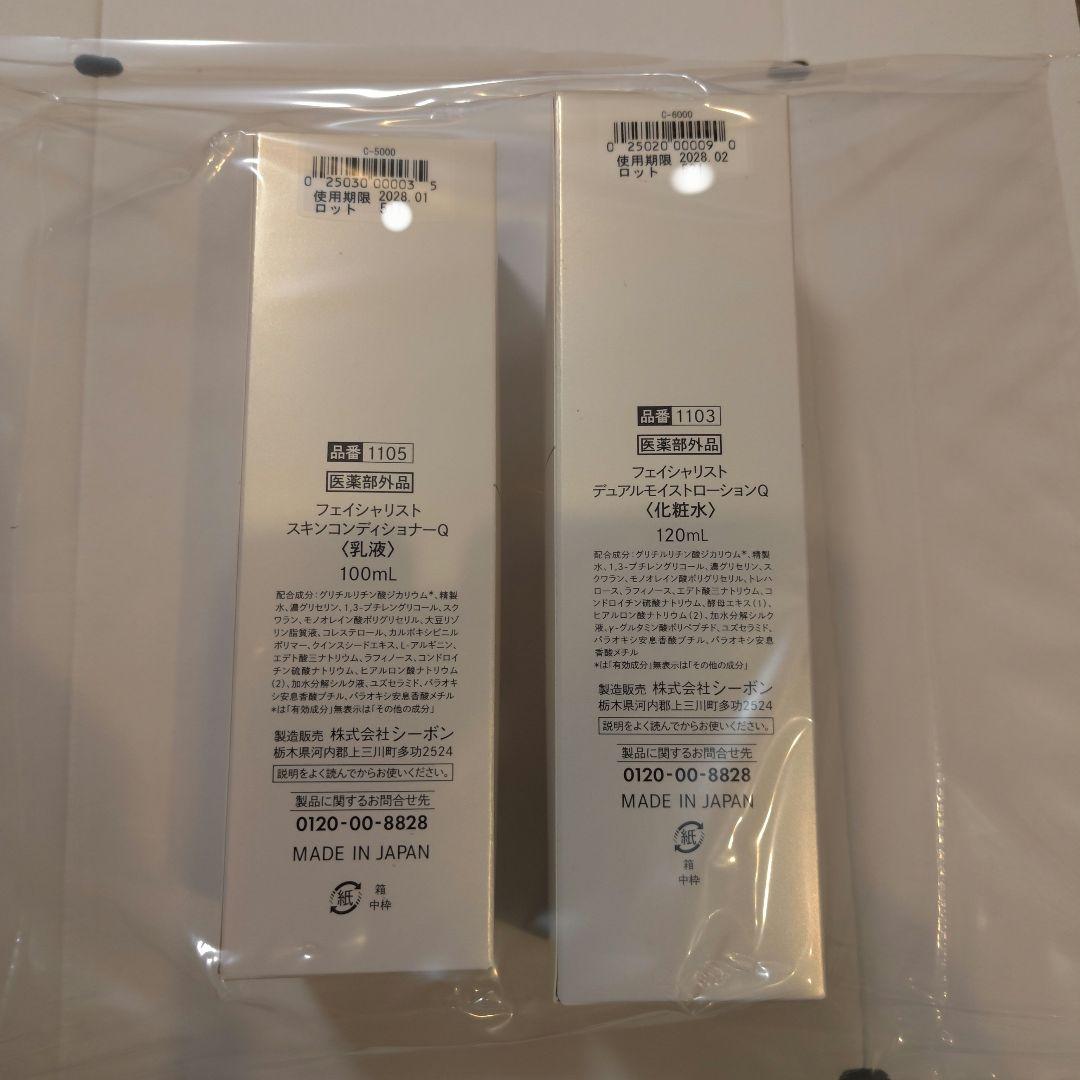 C-5000
0 25030 00003 5
使用期限 2028.01
ロット
品番 1105
医薬部外品
フェイシャリスト
スキンコンディショナーQ
〈乳液〉
100mL
配合成分:グリチルリチン酸ジカリウム*、精製
水、濃グリセリン、1,3-ブチレングリコール、スク
ワラン、モノオレイン酸ポリグリセリル、大豆リゾ
リン脂質液、コレステロール、カルボキシビニル
ポリマー、クインスシードエキス、L-アルギニン、
エデト酸三ナトリウム、ラフィノース、コンドロイ
チン硫酸ナトリウム、ヒアルロン酸ナトリウム
(2)、加水分解シルク液、ユズセラミド、パラオキ
シ安息香酸ブチル、パラオキシ安息香酸メチル
*は「有効成分」無表示は「その他の成分」
製造販売 株式会社シーボン
栃木県河内郡上三川町多功2524
説明をよく読んでからお使いください。
製品に関するお問合せ先
0120-00-8828
MADE IN JAPAN
紙 箱
中枠
C-6000
0 25020 00009 0
使用期限 2028.02
ロット
品番 1103
医薬部外品
フェイシャリスト
デュアルモイストローションQ
〈化粧水〉
120mL
配合成分:グリチルリチン酸ジカリウム*、精製
水、1,3-ブチレングリコール、濃グリセリン、ス
クワラン、モノオレイン酸ポリグリセリル、トレハ
ロース、ラフィノース、エデト酸三ナトリウム、コ
ンドロイチン硫酸ナトリウム、酵母エキス(1)、
ヒアルロン酸ナトリウム(2)、加水分解シルク
液、γ-グルタミン酸ポリペプチド、ユズセラミド、
パラオキシ安息香酸ブチル、パラオキシ安息
香酸メチル
*は「有効成分」無表示は「その他の成分」
製造販売 株式会社シーボン
栃木県河内郡上三川町多功2524
説明をよく読んでからお使いください。
製品に関するお問合せ先
0120-00-8828
MADE IN JAPAN
紙
箱
中枠